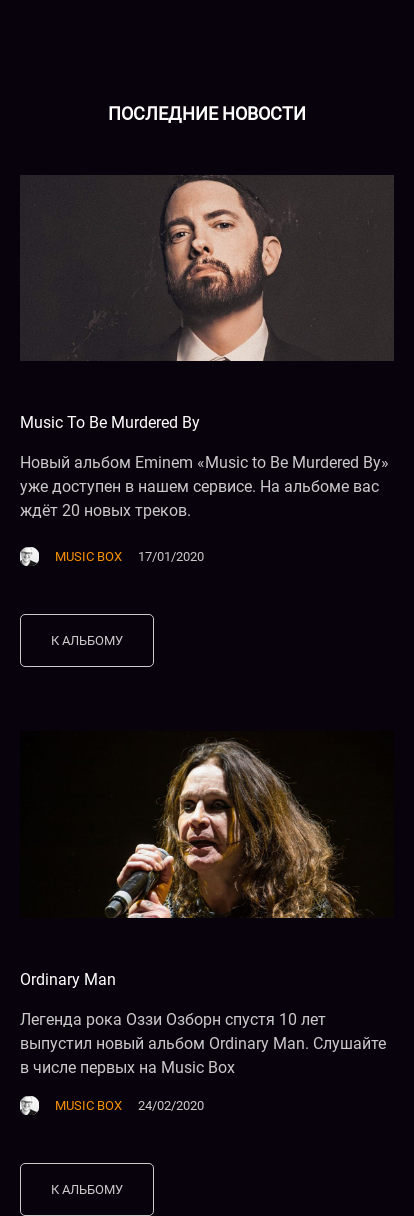 ПОСЛЕДНИЕ НОВОСТИ
Music To Be Murdered By
Новый альбом Eminem «Music to Be Murdered By»
уже доступен в нашем сервисе. На альбоме вас
ждёт 20 новых треков.
MUSIC BOX 17/01/2020
К АЛЬБОМУ
Ordinary Man
Легенда рока Оззи Озборн спустя 10 лет
выпустил новый альбом Ordinary Man. Слушайте
в числе первых на Music Box
MUSIC BOX 24/02/2020
К АЛЬБОМУ